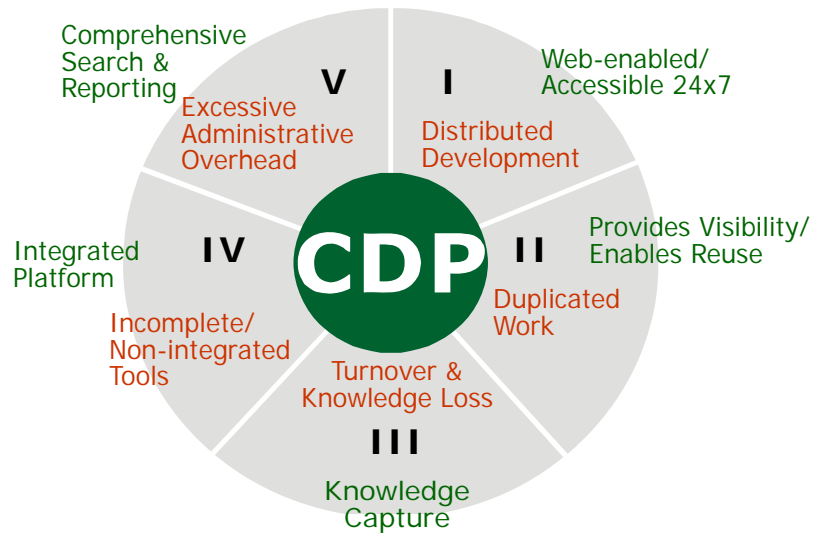 Comprehensive
Search &
Reporting
V
Excessive
Administrative
Overhead
I
Web-enabled/
Accessible 24x7
Distributed
Development
CDP
II
Provides Visibility/
Enables Reuse
Duplicated
Work
Integrated
Platform
IV
Incomplete/
Non-integrated
Tools
Turnover &
Knowledge Loss
III
Knowledge
Capture